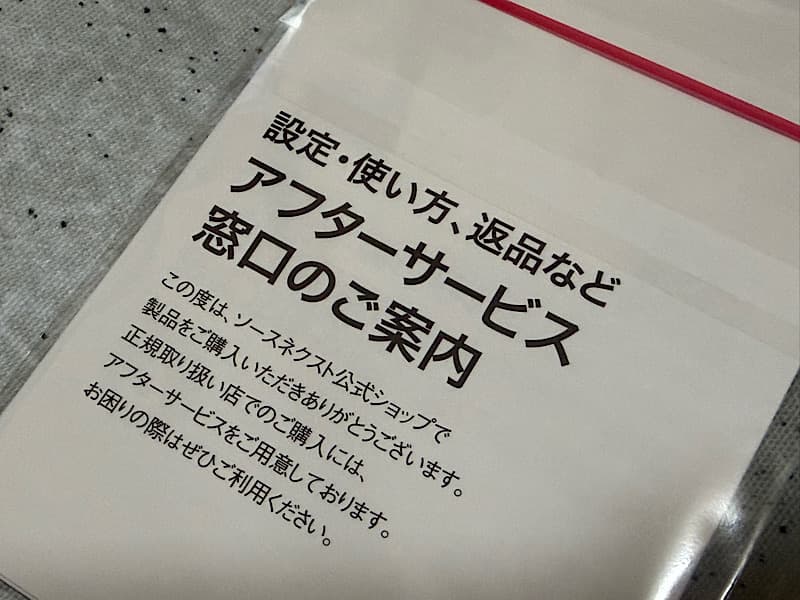 設定・使い方、返品など
アフターサービス
窓口のご案内
この度は、ソースネクスト公式ショップで
製品をご購入いただきありがとうございます。
正規取り扱い店でのご購入には、
アフターサービスをご用意しております。
お困りの際はぜひご利用ください。